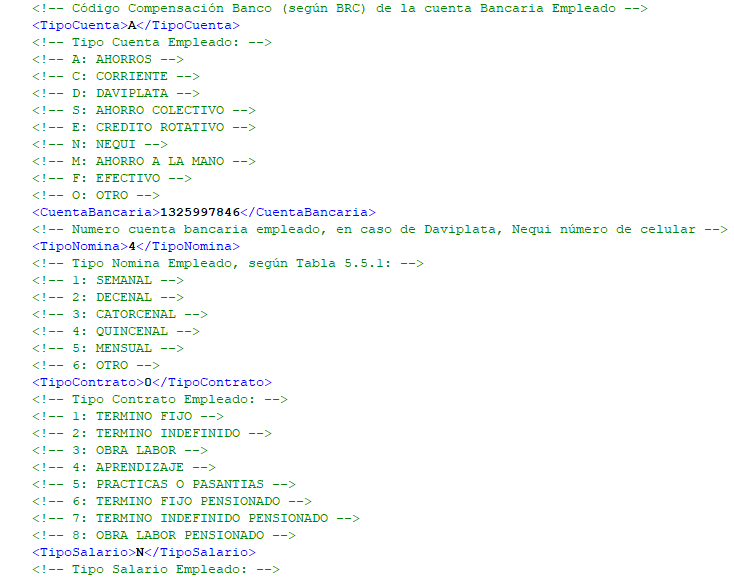 <!-- Código Compensación Banco (según BRC) de la cuenta Bancaria Empleado -->
<TipoCuenta>A</TipoCuenta>
<!-- Tipo Cuenta Empleado: -->
<!-- A: AHORROS -->
<!-- C: CORRIENTE -->
<!-- D: DAVIPLATA -->
<!-- S: AHORRO COLECTIVO -->
<!-- E: CREDITO ROTATIVO -->
<!-- N: NEQUI -->
<!-- M: AHORRO A LA MANO -->
<!-- F: EFECTIVO -->
<!-- O: OTRO -->
<CuentaBancaria>1325997846</CuentaBancaria>
<!-- Numero cuenta bancaria empleado, en caso de Daviplata, Nequi número de celular -->
<TipoNomina>4</TipoNomina>
<!-- Tipo Nomina Empleado, según Tabla 5.5.1: -->
<!-- 1: SEMANAL -->
<!-- 2: DECENAL -->
<!-- 3: CATORCENAL -->
<!-- 4: QUINCENAL -->
<!-- 5: MENSUAL -->
<!-- 6: OTRO -->
<TipoContrato>O</TipoContrato>
<!-- Tipo Contrato Empleado: -->
<!-- 1: TERMINO FIJO -->
<!-- 2: TERMINO INDEFINIDO -->
<!-- 3: OBRA LABOR -->
<!-- 4: APRENDIZAJE -->
<!-- 5: PRACTICAS O PASANTIAS -->
<!-- 6: TERMINO FIJO PENSIONADO -->
<!-- 7: TERMINO INDEFINIDO PENSIONADO -->
<!-- 8: OBRA LABOR PENSIONADO -->
<TipoSalario>N</TipoSalario>
<!-- Tipo Salario Empleado: -->